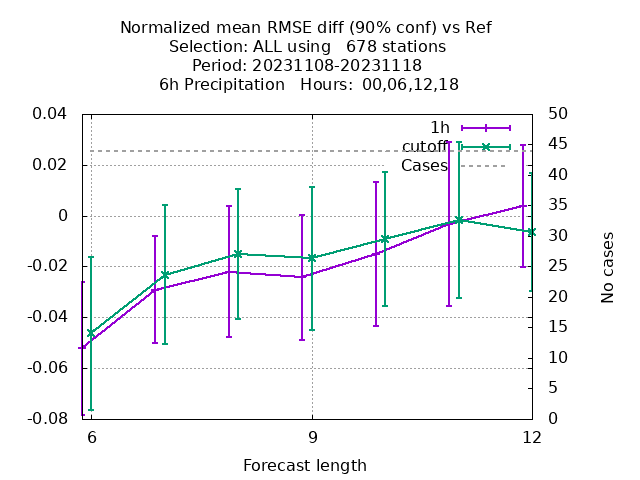 Normalized mean RMSE diff (90% conf) vs Ref
Selection: ALL using   678 stations
Period: 20231108-20231118
6h Precipitation   Hours:  00,06,12,18
0.04
0.02
0
-0.02
-0.04
-0.06
-0.08
50
45
40
35
30
25
20
15
10
5
0
1h
cutoff
Cases
No cases
6
9
12
Forecast length